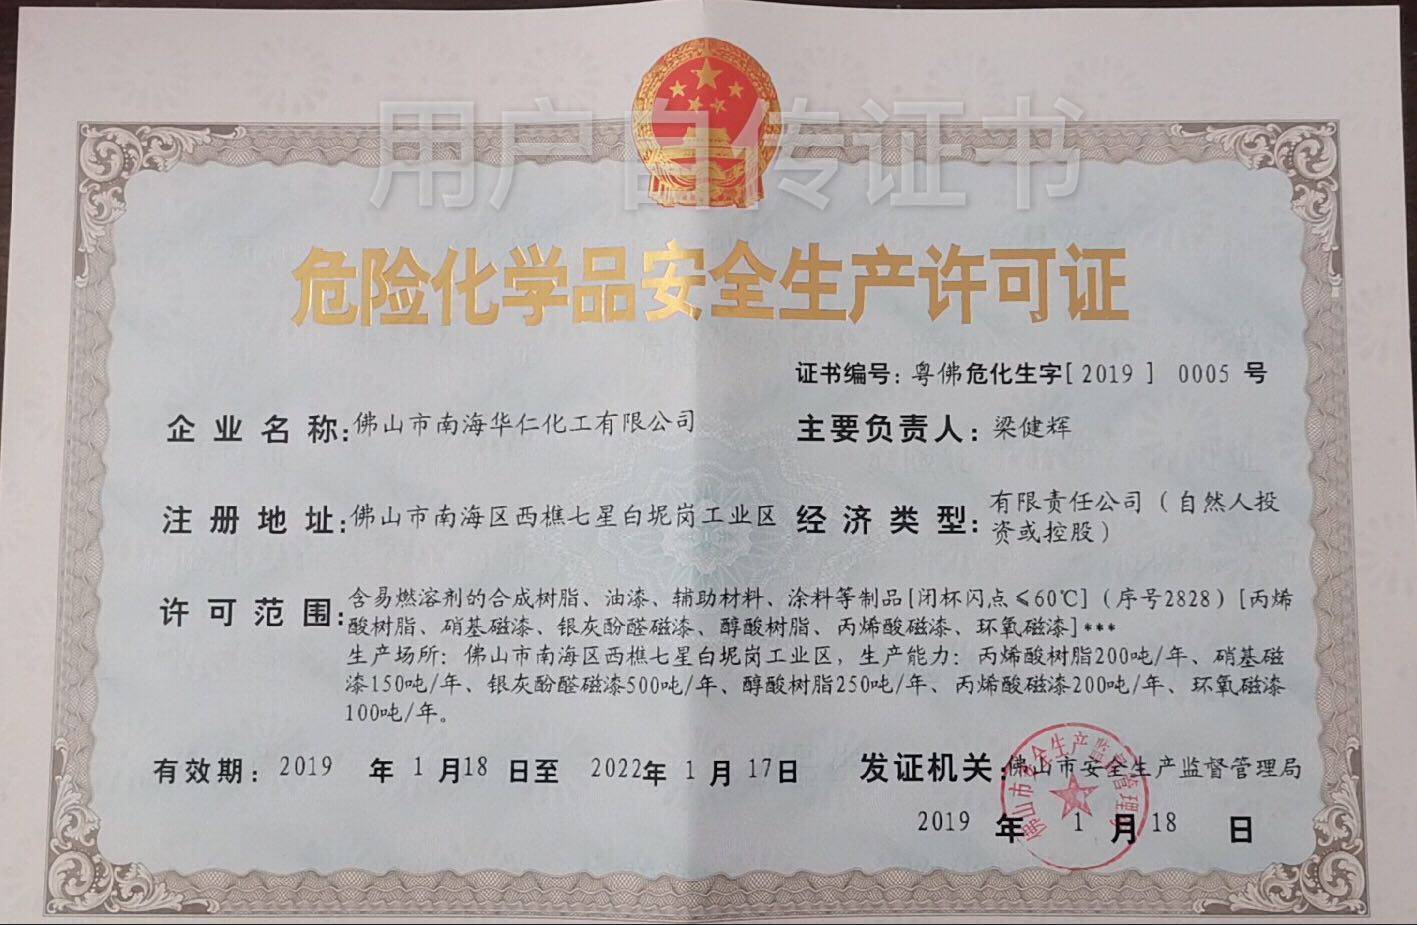 用户自传证书
危险化学品安全生产许可证
证书编号：粤佛危化生字[2019] 0005 号
企业名称：佛山市南海华仁化工有限公司
主要负责人：梁健辉
注册地址：佛山市南海区西樵七星白坭岗工业区
经济类型：有限责任公司（自然人投
资或控股）
许可范围：含易燃溶剂的合成树脂、油漆、辅助材料、涂料等制品[闭杯闪点≤60℃]（序号2828）[丙烯
酸树脂、硝基磁漆、银灰酚醛磁漆、醇酸树脂、丙烯酸磁漆、环氧磁漆]***
生产场所：佛山市南海区西樵七星白坭岗工业区，生产能力：丙烯酸树脂200吨/年、硝基磁
漆150吨/年、银灰酚醛磁漆500吨/年、醇酸树脂250吨/年、丙烯酸磁漆200吨/年、环氧磁漆
100吨/年。
有效期：2019 年 1 月18 日至 2022年 1 月 17日
发证机关：佛山市安全生产监督管理局
佛山市安全生产监督管理局
2019 年 1 月 18 日